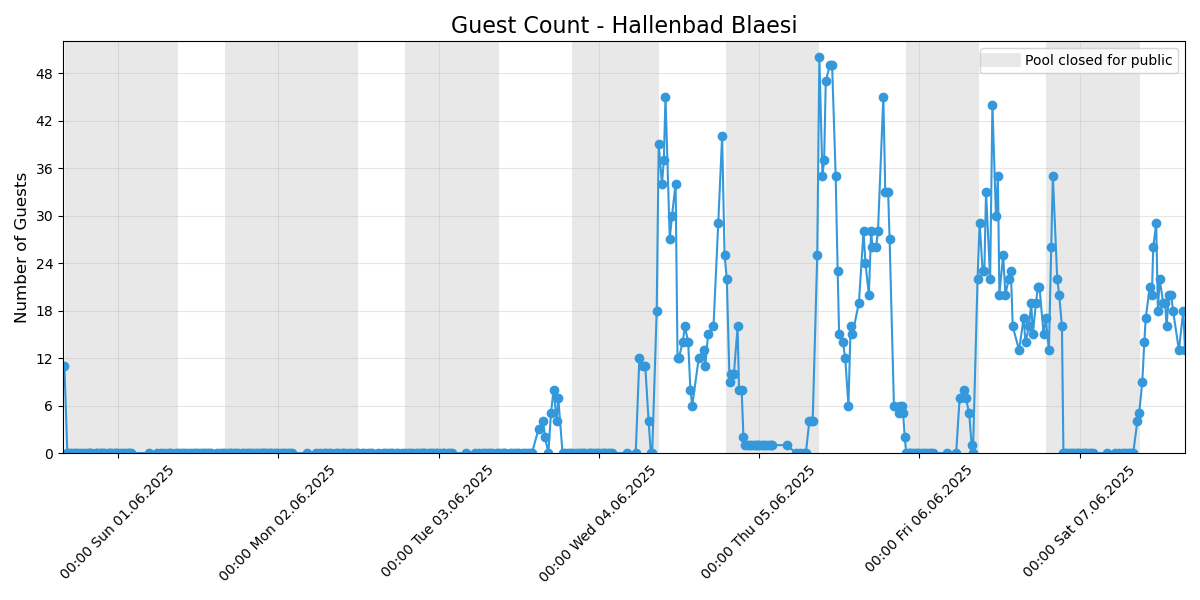 Guest Count - Hallenbad Blaesi
Pool closed for public
Number of Guests
48
42
36
30
24
18
12
6
0
00:00 Sun 01.06.2025
00:00 Mon 02.06.2025
00:00 Tue 03.06.2025
00:00 Wed 04.06.2025
00:00 Thu 05.06.2025
00:00 Fri 06.06.2025
00:00 Sat 07.06.2025